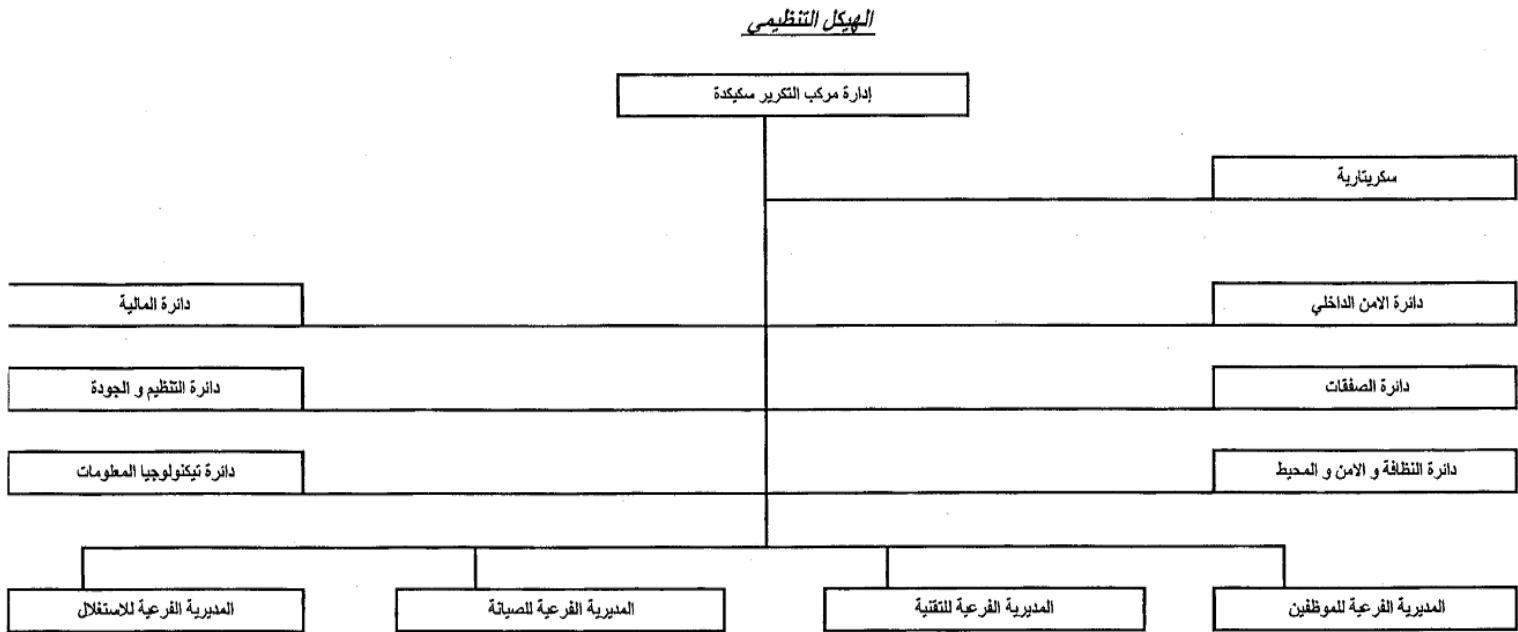 الهيكل التنظيمي
إدارة مركب التكرير سكيكدة
سكريتارية
دائرة الامن الداخلي
دائرة المالية
دائرة الصفقات
دائرة التنظيم و الجودة
دائرة النظافة و الامن و المحيط
دائرة تيكنولوجيا المعلومات
المديرية الفرعية للموظفين
المديرية الفرعية للتقنية
المديرية الفرعية للصيانة
المديرية الفرعية للاستغلال